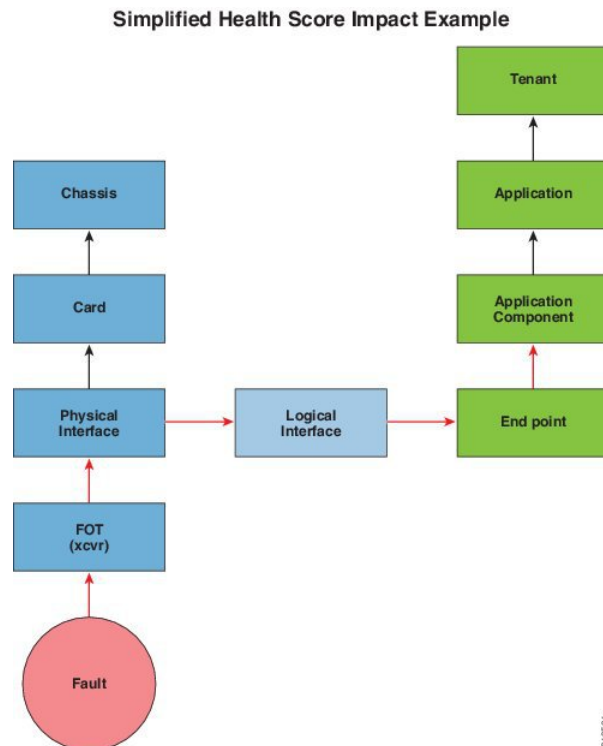 Simplified Health Score Impact Example
Tenant
Chassis
Application
Card
Application
Component
Physical
Interface
Logical
Interface
End point
FOT
(xcvr)
Fault